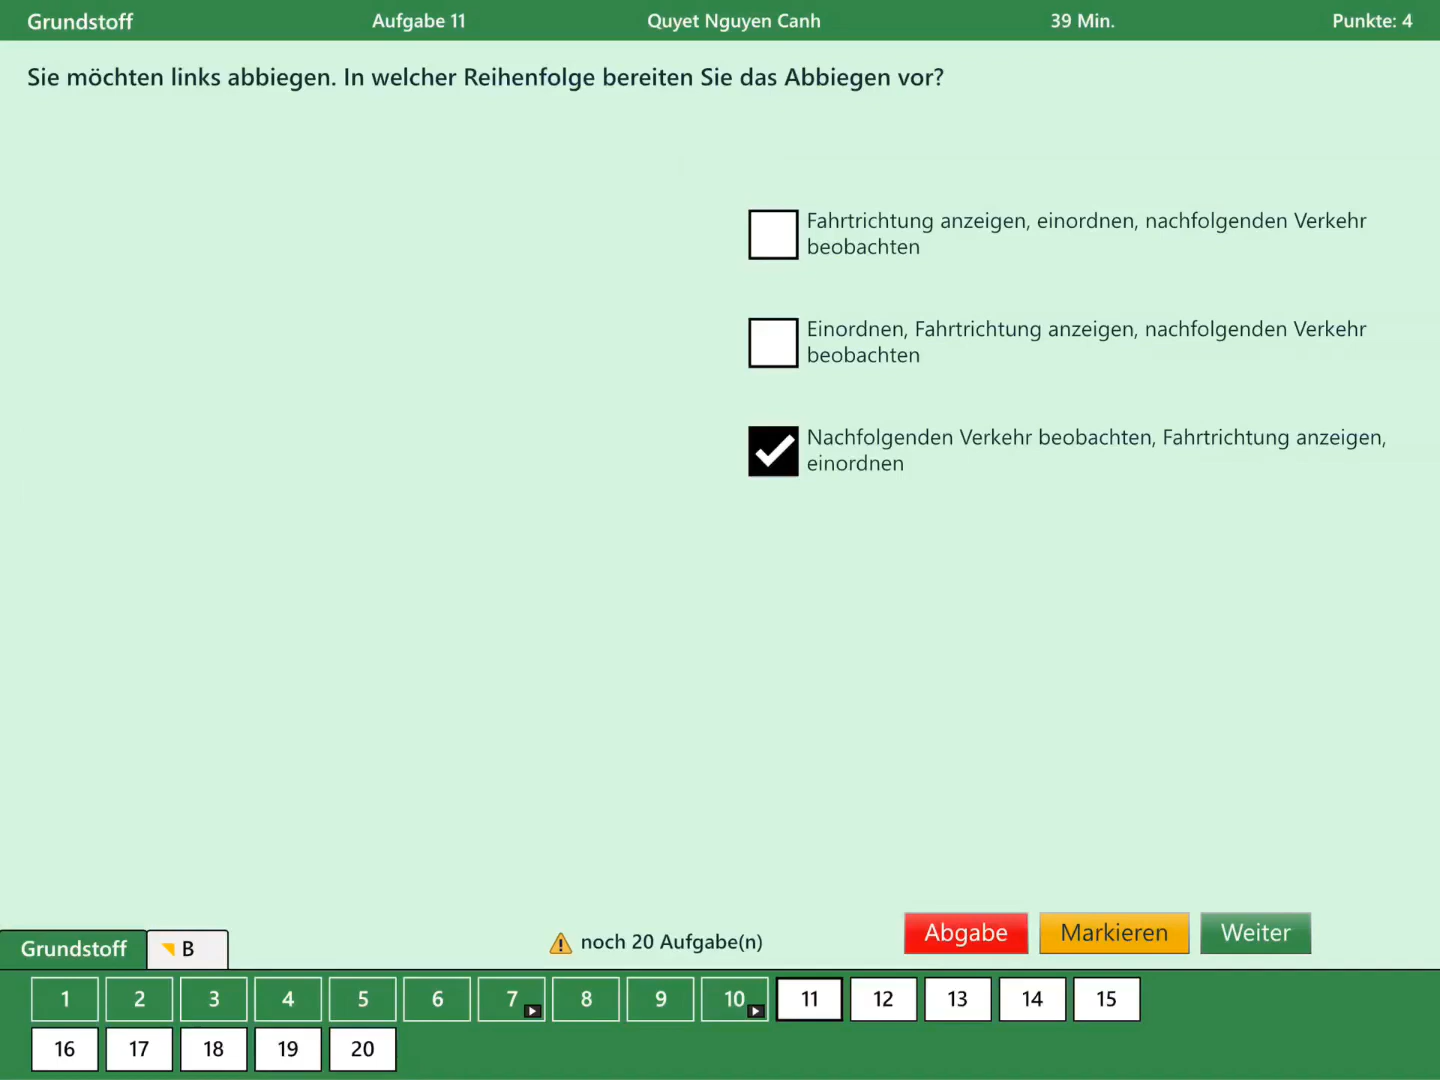 Grundstoff Aufgabe 11 Quyet Nguyen Canh 39 Min. Punkte: 4
Sie möchten links abbiegen. In welcher Reihenfolge bereiten Sie das Abbiegen vor?
Fahrtrichtung anzeigen, einordnen, nachfolgenden Verkehr
beobachten
Einordnen, Fahrtrichtung anzeigen, nachfolgenden Verkehr
beobachten
Nachfolgenden Verkehr beobachten, Fahrtrichtung anzeigen,
einordnen
Grundstoff B noch 20 Aufgabe(n) Abgabe Markieren Weiter
1 2 3 4 5 6 7 8 9 10 11 12 13 14 15
16 17 18 19 20